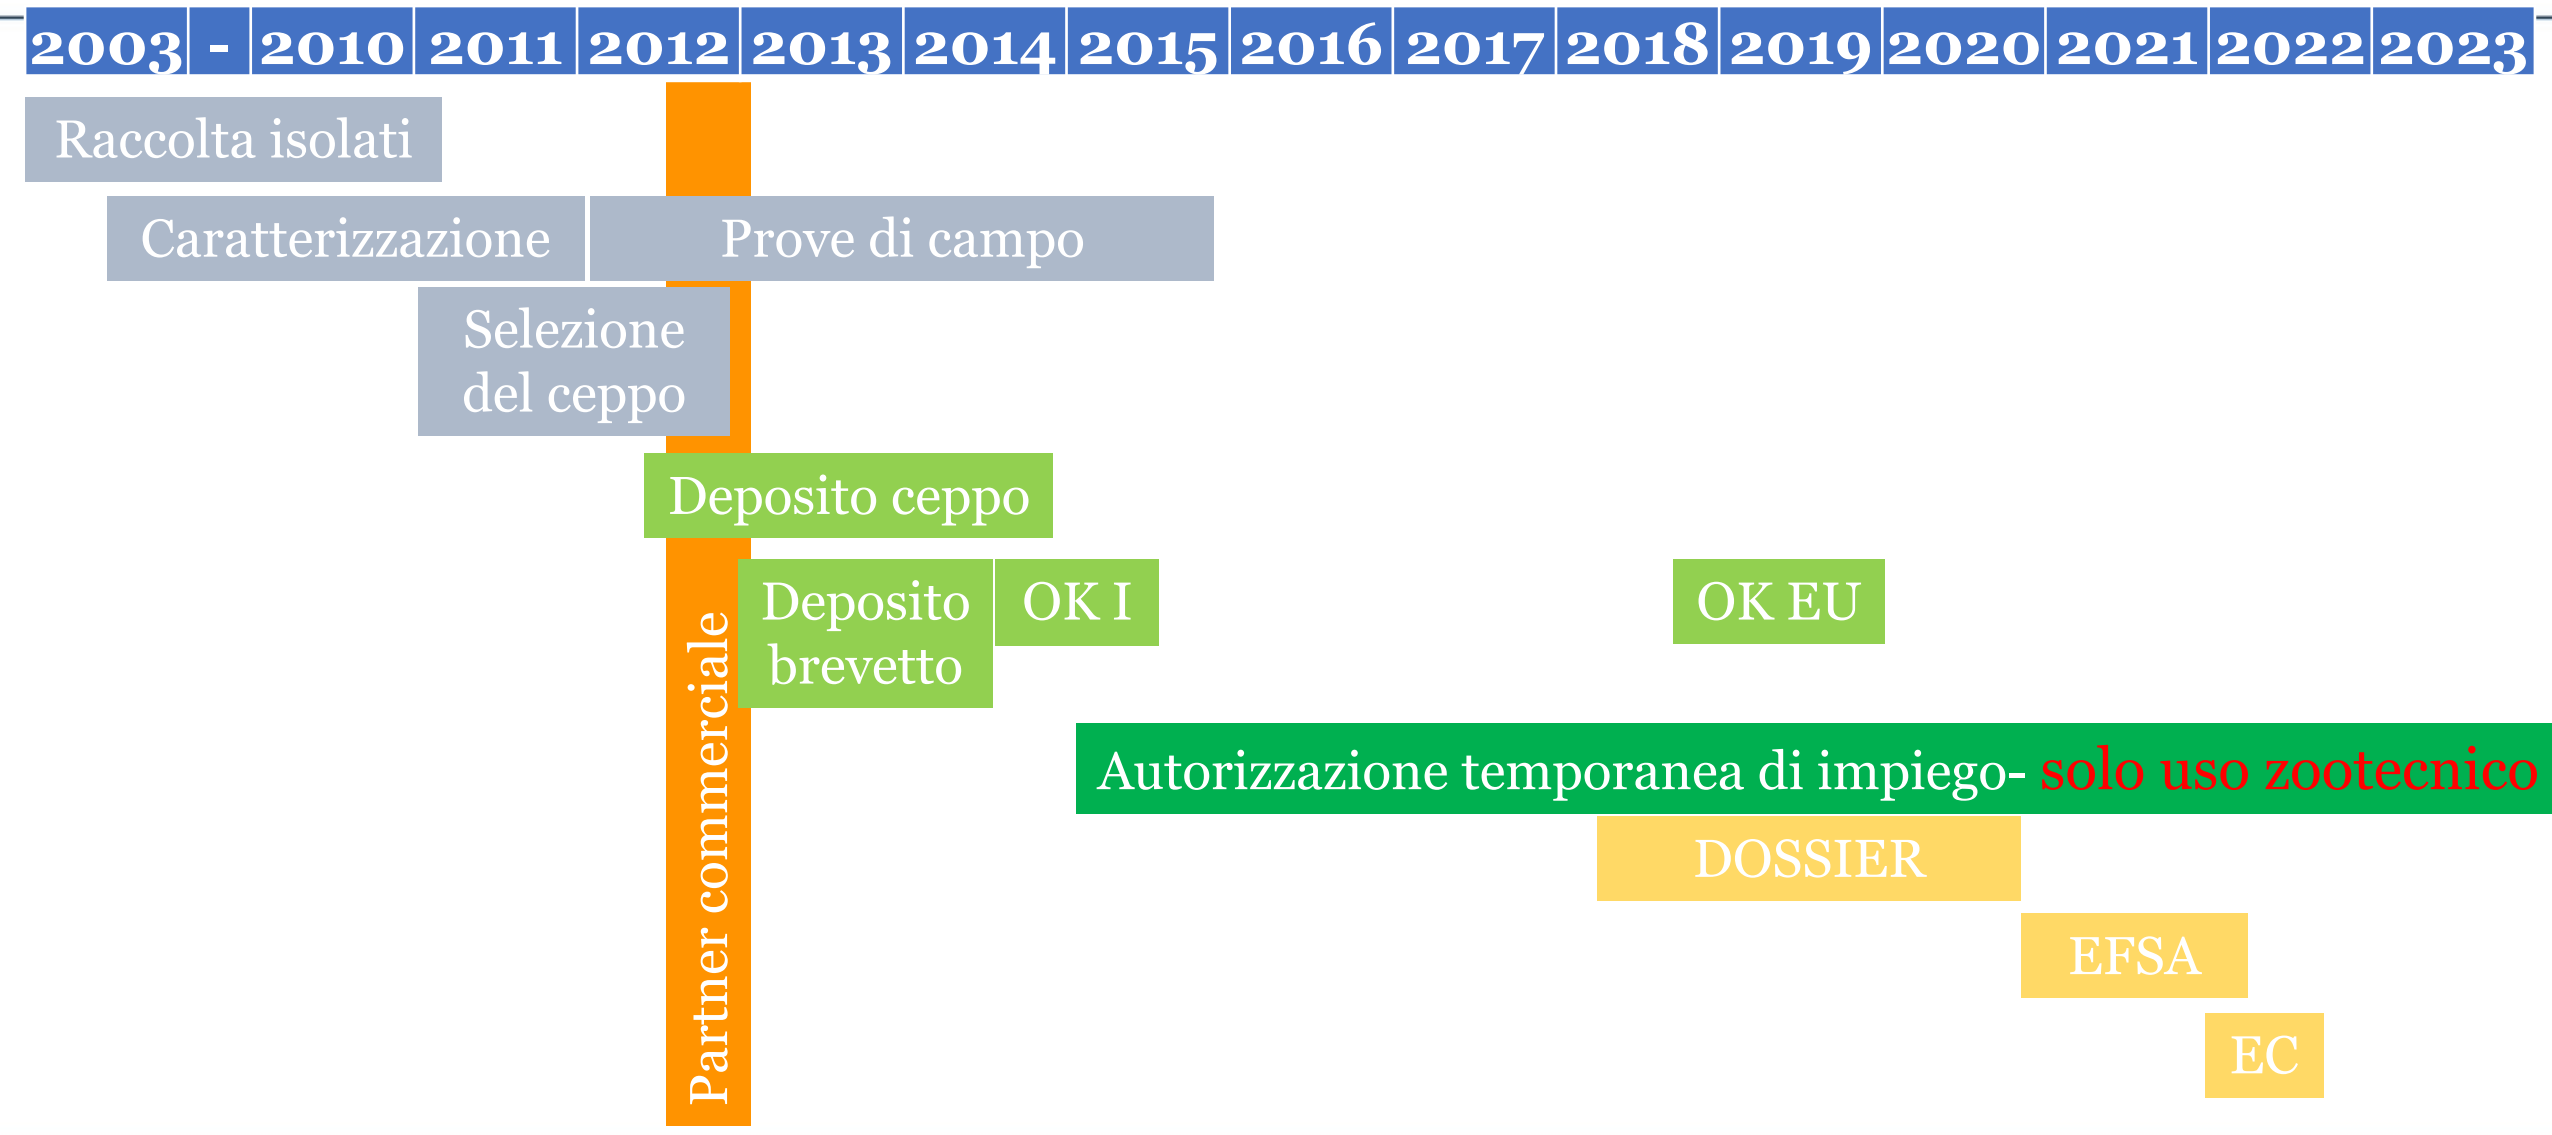 2003 - 2010 2011 2012 2013 2014 2015 2016 2017 2018 2019 2020 2021 2022 2023
Raccolta isolati
Caratterizzazione
Prove di campo
Selezione
del ceppo
Deposito ceppo
Deposito
brevetto
OK I
OK EU
Partner commerciale
Autorizzazione temporanea di impiego- solo uso zootecnico
DOSSIER
EFSA
EC